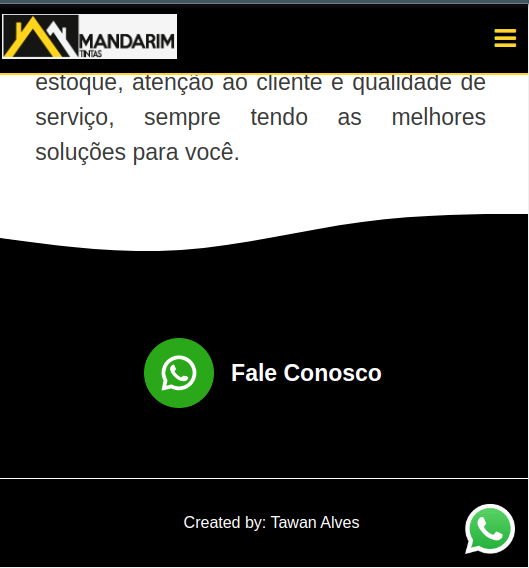 MANDARIM
TINTAS
estoque, atenção ao cliente e qualidade de
serviço, sempre tendo as melhores
soluções para você.
Fale Conosco
Created by: Tawan Alves